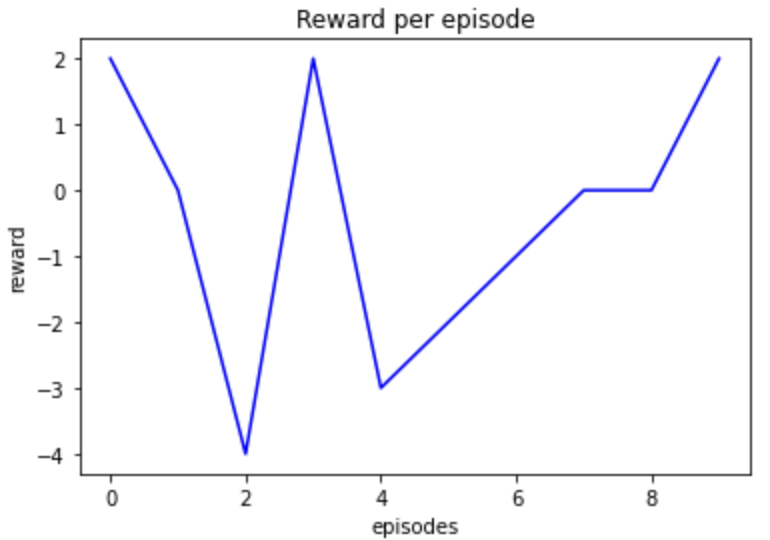 Reward per episode
2
1
0
−1
−2
−3
−4
reward
0 2 4 6 8
episodes